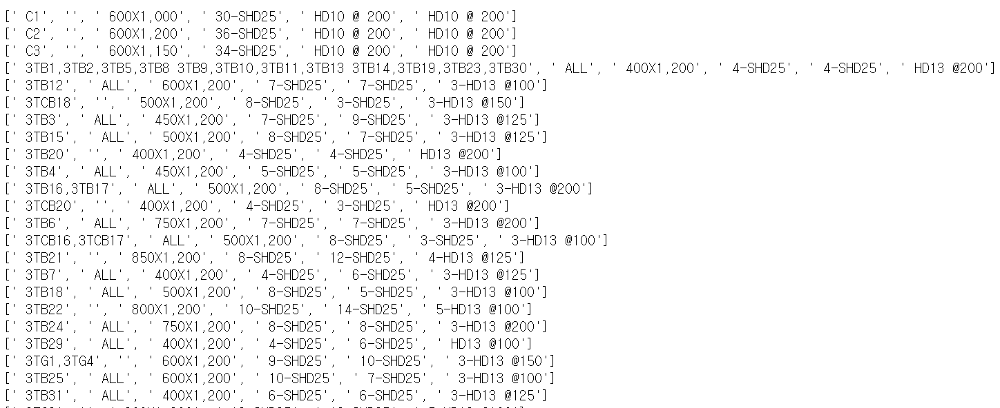 [' C1', '', ' 600X1,000', ' 30-SHD25', ' HD10 @ 200', ' HD10 @ 200']
[' C2', '', ' 600X1,200', ' 36-SHD25', ' HD10 @ 200', ' HD10 @ 200']
[' C3', '', ' 600X1,150', ' 34-SHD25', ' HD10 @ 200', ' HD10 @ 200']
[' 3TB1,3TB2,3TB5,3TB8 3TB9,3TB10,3TB11,3TB13 3TB14,3TB19,3TB23,3TB30', ' ALL', ' 400X1,200', ' 4-SHD25', ' 4-SHD25', ' HD13 @200']
[' 3TB12', ' ALL', ' 600X1,200', ' 7-SHD25', ' 7-SHD25', ' 3-HD13 @100']
[' 3TCB18', '', ' 500X1,200', ' 8-SHD25', ' 3-SHD25', ' 3-HD13 @150']
[' 3TB3', ' ALL', ' 450X1,200', ' 7-SHD25', ' 9-SHD25', ' 3-HD13 @125']
[' 3TB15', ' ALL', ' 500X1,200', ' 8-SHD25', ' 7-SHD25', ' 3-HD13 @125']
[' 3TB20', '', ' 400X1,200', ' 4-SHD25', ' 4-SHD25', ' HD13 @200']
[' 3TB4', ' ALL', ' 450X1,200', ' 5-SHD25', ' 5-SHD25', ' 3-HD13 @100']
[' 3TB16,3TB17', ' ALL', ' 500X1,200', ' 8-SHD25', ' 5-SHD25', ' 3-HD13 @200']
[' 3TCB20', '', ' 400X1,200', ' 4-SHD25', ' 3-SHD25', ' HD13 @200']
[' 3TB6', ' ALL', ' 750X1,200', ' 7-SHD25', ' 7-SHD25', ' 3-HD13 @200']
[' 3TCB16,3TCB17', ' ALL', ' 500X1,200', ' 8-SHD25', ' 3-SHD25', ' 3-HD13 @100']
[' 3TB21', '', ' 850X1,200', ' 8-SHD25', ' 12-SHD25', ' 4-HD13 @125']
[' 3TB7', ' ALL', ' 400X1,200', ' 4-SHD25', ' 6-SHD25', ' 3-HD13 @125']
[' 3TB18', ' ALL', ' 500X1,200', ' 8-SHD25', ' 5-SHD25', ' 3-HD13 @100']
[' 3TB22', '', ' 800X1,200', ' 10-SHD25', ' 14-SHD25', ' 5-HD13 @100']
[' 3TB24', ' ALL', ' 750X1,200', ' 8-SHD25', ' 8-SHD25', ' 3-HD13 @200']
[' 3TB29', ' ALL', ' 400X1,200', ' 4-SHD25', ' 6-SHD25', ' HD13 @100']
[' 3TG1,3TG4', '', ' 600X1,200', ' 9-SHD25', ' 10-SHD25', ' 3-HD13 @150']
[' 3TB25', ' ALL', ' 600X1,200', ' 10-SHD25', ' 7-SHD25', ' 3-HD13 @100']
[' 3TB31', ' ALL', ' 400X1,200', ' 6-SHD25', ' 6-SHD25', ' 3-HD13 @125']